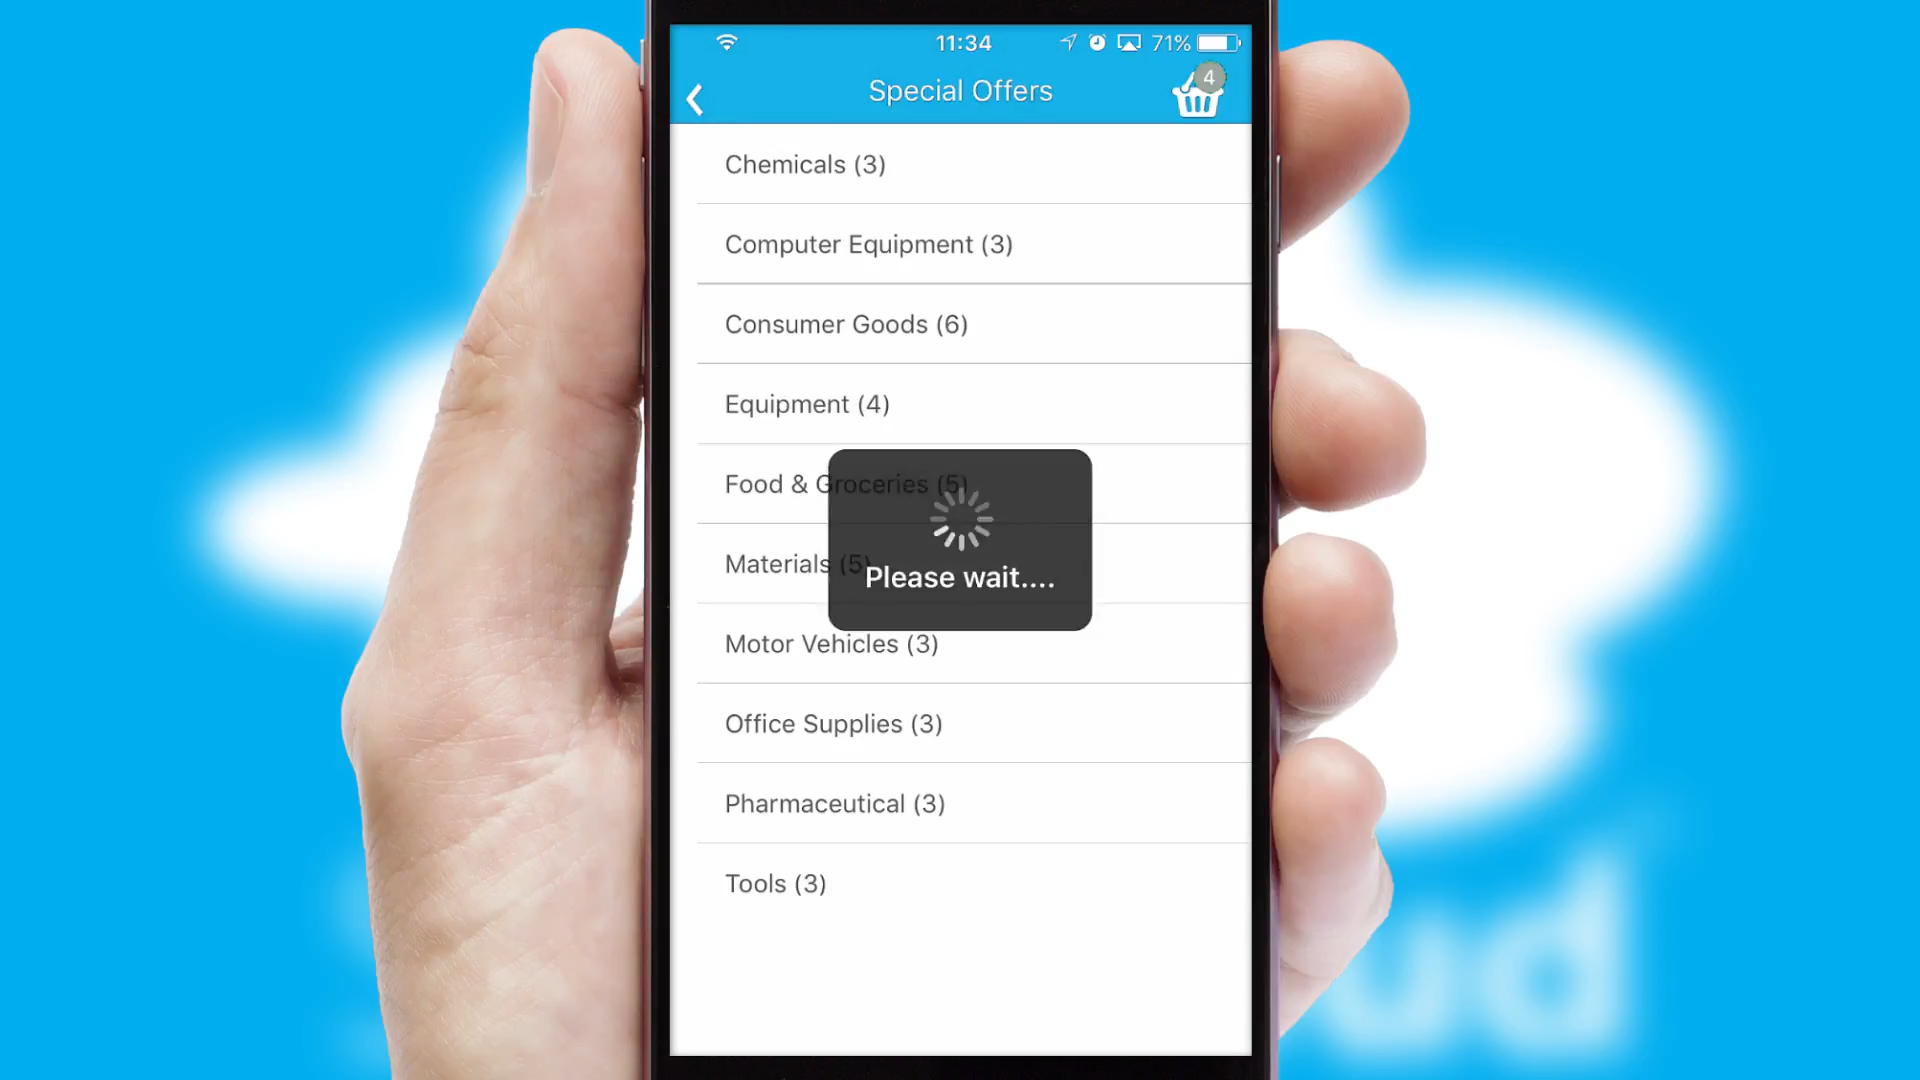 11:34 71%
Special Offers 4
Chemicals (3)
Computer Equipment (3)
Consumer Goods (6)
Equipment (4)
Food & Groceries (5)
Materials (5)
Please wait....
Motor Vehicles (3)
Office Supplies (3)
Pharmaceutical (3)
Tools (3)